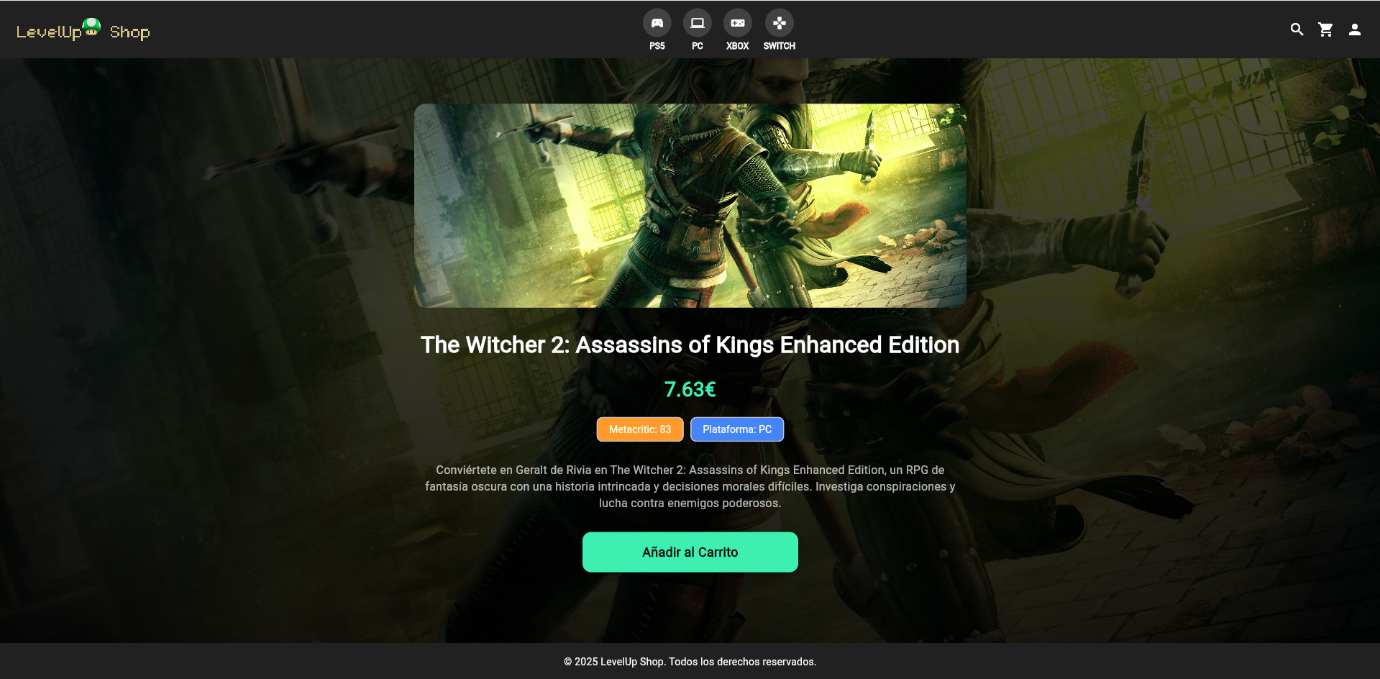 LevelUp Shop
PS5 PC XBOX SWITCH
The Witcher 2: Assassins of Kings Enhanced Edition
7.63€
Metacritic: 83 Plataforma: PC
Conviértete en Geralt de Rivia en The Witcher 2: Assassins of Kings Enhanced Edition, un RPG de
fantasía oscura con una historia intrincada y decisiones morales difíciles. Investiga conspiraciones y
lucha contra enemigos poderosos.
Añadir al Carrito
© 2025 LevelUp Shop. Todos los derechos reservados.